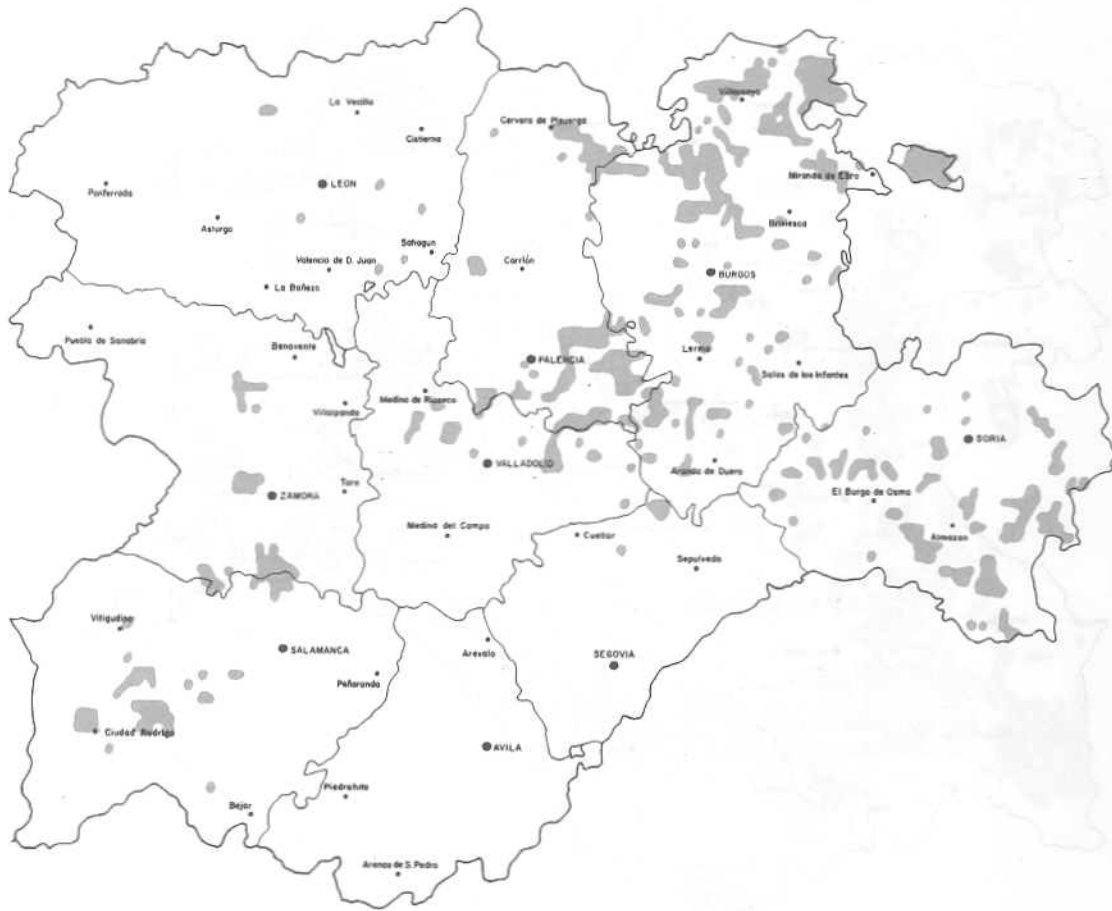 Villasayo
La Vecilla
Cistierna
Cervera de Pisuerga
Miranda de Ebro
Ponferrada
LEON
Astorga
Briviesca
Sahagun
Valencia de D. Juan
Carrión
BURGOS
La Bañeza
Puebla de Sanabria
Benavente
PALENCIA
Lerma
Salas de los Infantes
Medina de Rioseco
Villalpando
SORIA
VALLADOLID
Aranda de Duero
Toro
ZAMORA
El Burgo de Osma
Medina del Campo
Cuellar
Almazan
Sepulveda
Vitigudino
SALAMANCA
Arevalo
SEGOVIA
Peñaranda
Ciudad Rodrigo
AVILA
Piedrahita
Bejar
Arenas de S. Pedro